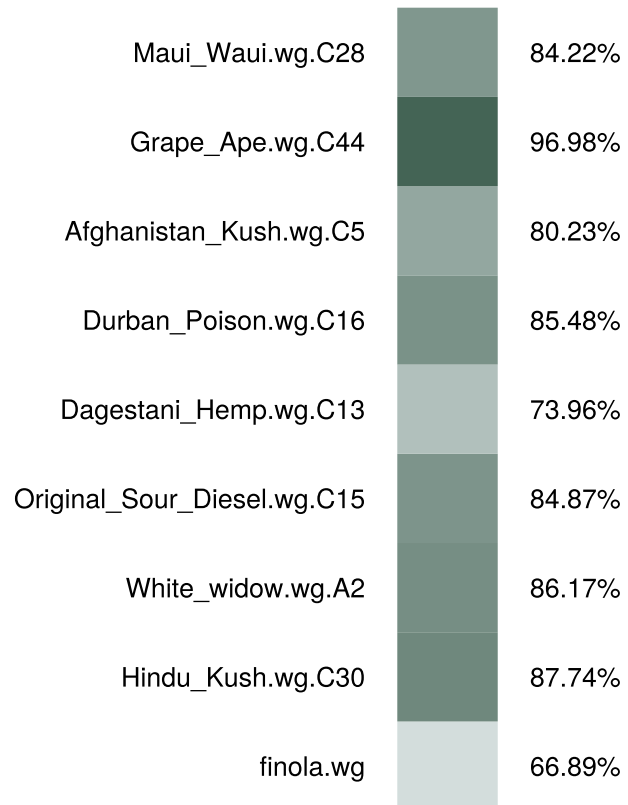 Maui_Waui.wg.C28 84.22%
Grape_Ape.wg.C44 96.98%
Afghanistan_Kush.wg.C5 80.23%
Durban_Poison.wg.C16 85.48%
Dagestani_Hemp.wg.C13 73.96%
Original_Sour_Diesel.wg.C15 84.87%
White_widow.wg.A2 86.17%
Hindu_Kush.wg.C30 87.74%
finola.wg 66.89%